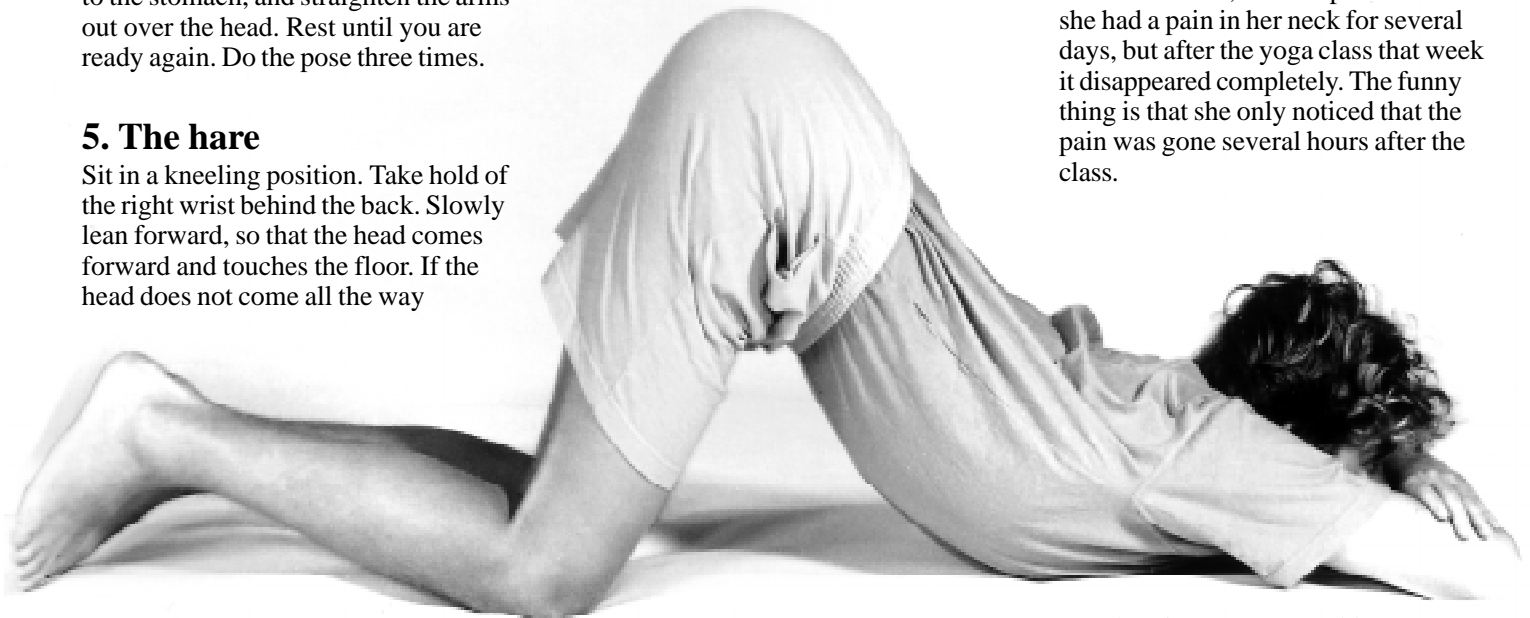 to the stomach, and straighten the arms
out over the head. Rest until you are
ready again. Do the pose three times.
5. The hare
Sit in a kneeling position. Take hold of
the right wrist behind the back. Slowly
lean forward, so that the head comes
forward and touches the floor. If the
head does not come all the way
she had a pain in her neck for several
days, but after the yoga class that week
it disappeared completely. The funny
thing is that she only noticed that the
pain was gone several hours after the
class.